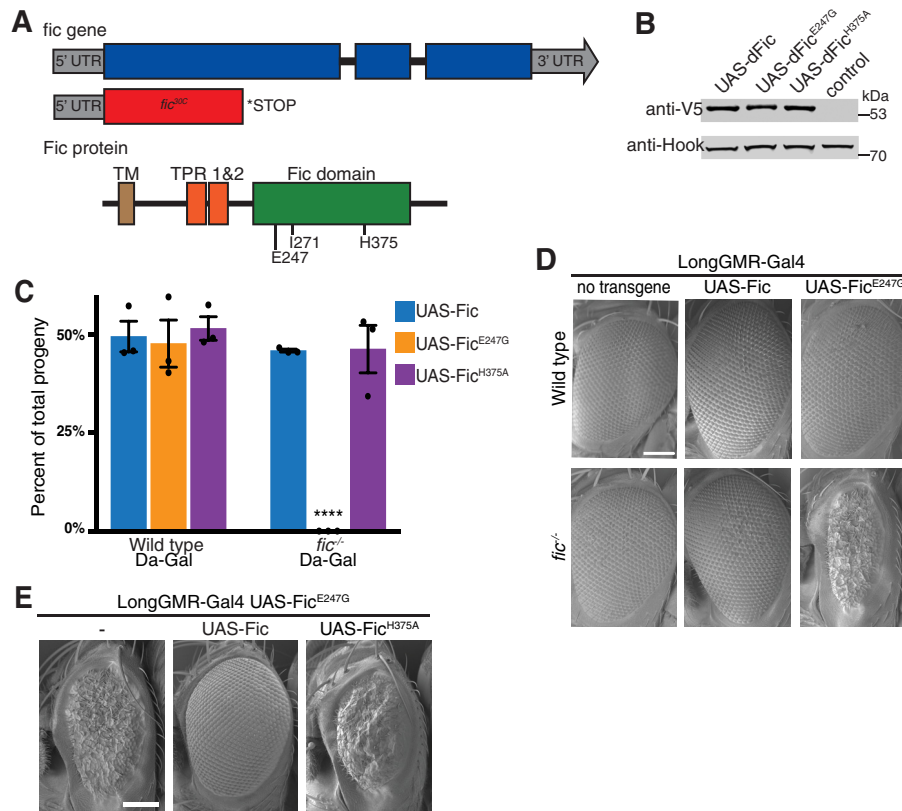 A
fic gene
5' UTR
3' UTR
5' UTR
fic30C
*STOP
Fic protein
TM
TPR 1&2
Fic domain
E247
I271
H375
B
UAS-dFic
UAS-dFicE247G
UAS-dFicH375A
control
kDa
anti-V5
53
anti-Hook
70
C
Percent of total progeny
50%
25%
0%
****
Wild type
Da-Gal
fic-/-
Da-Gal
UAS-Fic
UAS-FicE247G
UAS-FicH375A
D
LongGMR-Gal4
no transgene
UAS-Fic
UAS-FicE247G
Wild type
fic-/-
E
LongGMR-Gal4 UAS-FicE247G
-
UAS-Fic
UAS-FicH375A